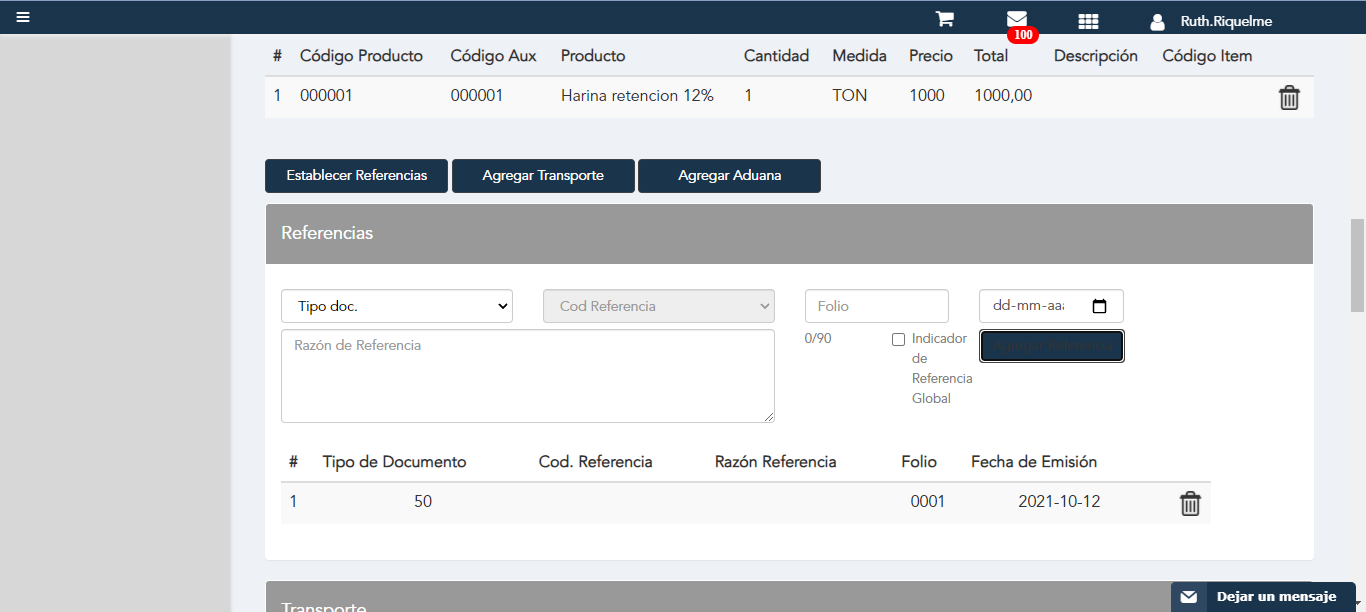 Ruth.Riquelme
100
# Código Producto Código Aux Producto Cantidad Medida Precio Total Descripción Código Item
1 000001 000001 Harina retencion 12% 1 TON 1000 1000,00
Establecer Referencias Agregar Transporte Agregar Aduana
Referencias
Tipo doc. Cod Referencia Folio dd-mm-aaa
Razón de Referencia 0/90 Indicador
de
Referencia
Global
Agregar Referencia
# Tipo de Documento Cod. Referencia Razón Referencia Folio Fecha de Emisión
1 50 0001 2021-10-12
Transporte
Dejar un mensaje